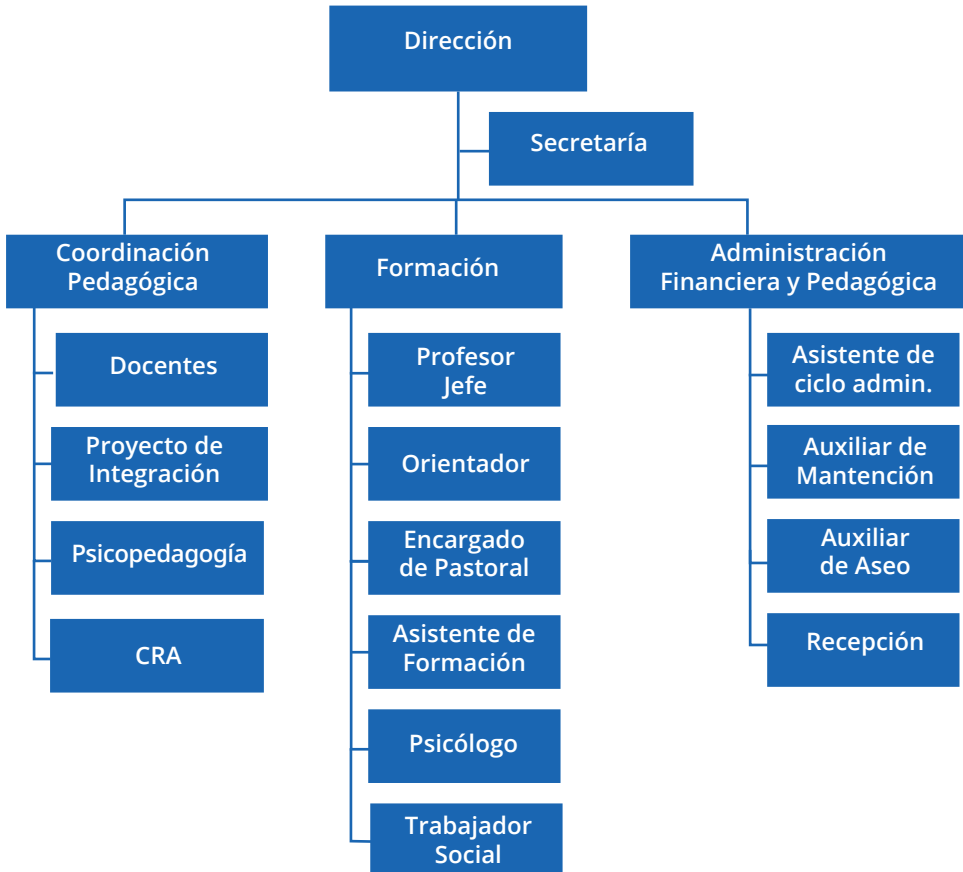 Dirección
Secretaría
Coordinación
Pedagógica
Docentes
Proyecto de
Integración
Psicopedagogía
CRA
Formación
Profesor
Jefe
Orientador
Encargado
de Pastoral
Asistente de
Formación
Psicólogo
Trabajador
Social
Administración
Financiera y Pedagógica
Asistente de
ciclo admin.
Auxiliar de
Mantención
Auxiliar
de Aseo
Recepción